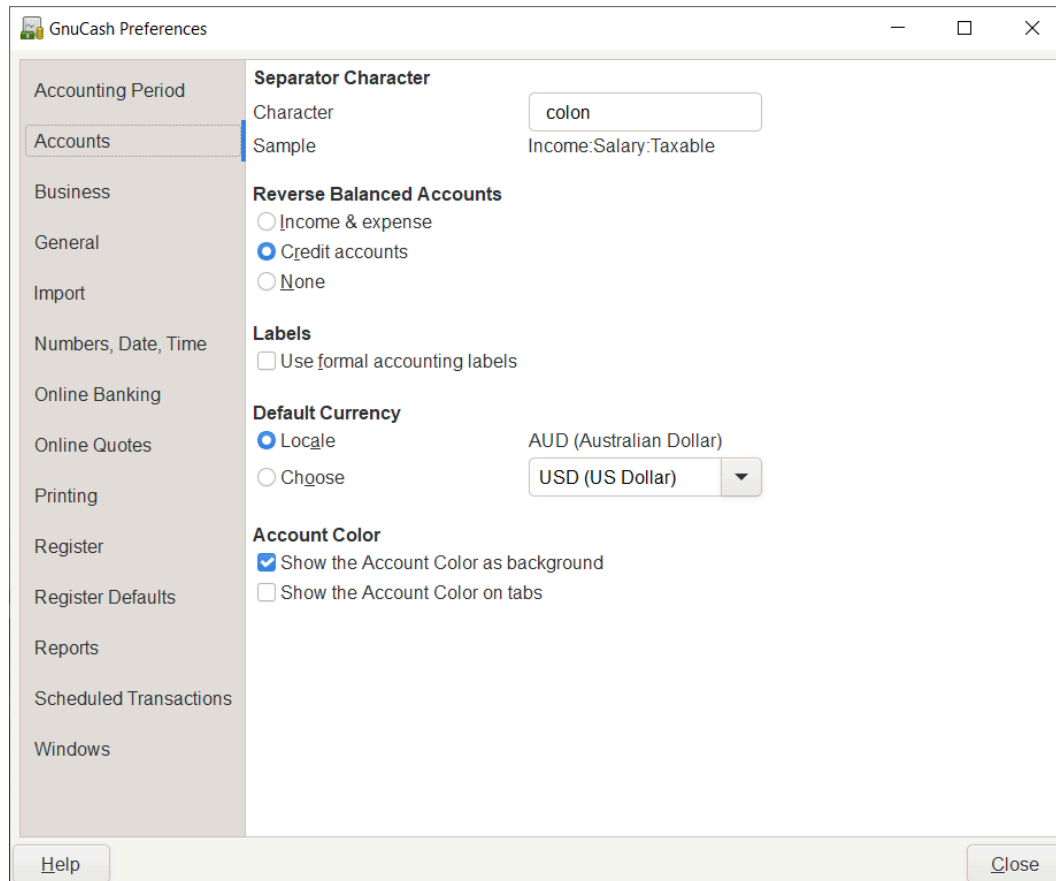 GnuCash Preferences
Accounting Period
Accounts
Business
General
Import
Numbers, Date, Time
Online Banking
Online Quotes
Printing
Register
Register Defaults
Reports
Scheduled Transactions
Windows
Separator Character
Character colon
Sample Income:Salary:Taxable
Reverse Balanced Accounts
Income & expense
Credit accounts
None
Labels
Use formal accounting labels
Default Currency
Locale AUD (Australian Dollar)
Choose USD (US Dollar)
Account Color
Show the Account Color as background
Show the Account Color on tabs
Help Close